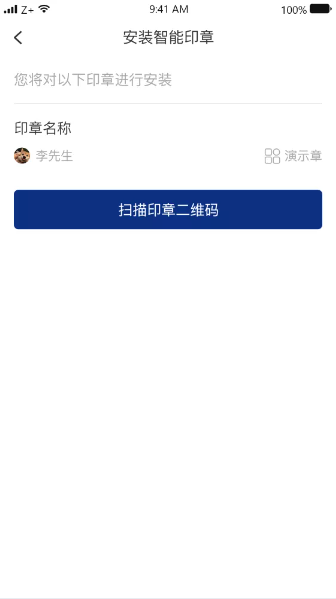 Z+ 9:41 AM 100%
安装智能印章
您将对以下印章进行安装
印章名称
李先生 演示章
扫描印章二维码